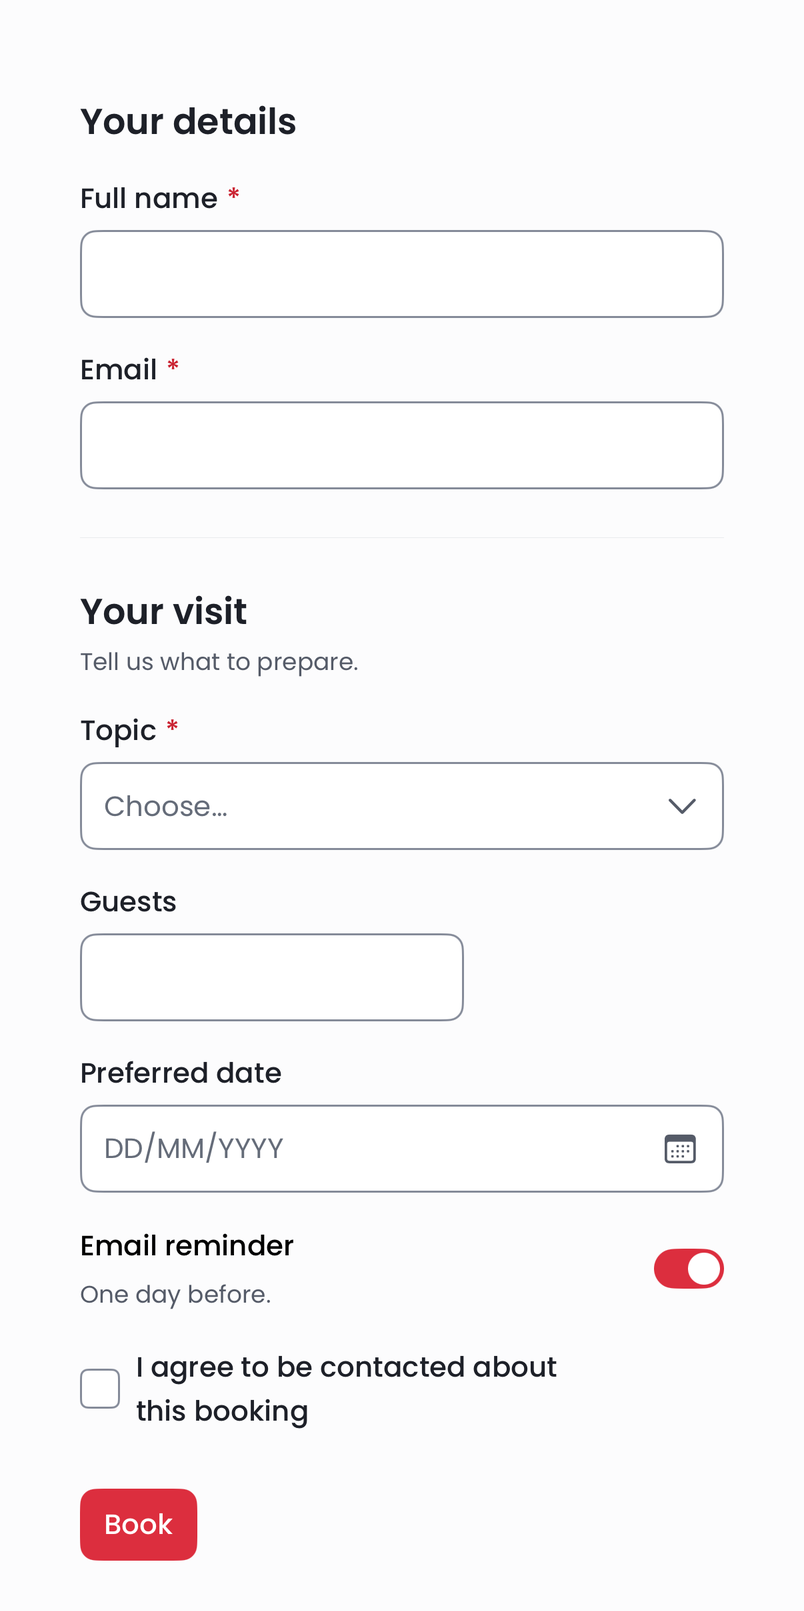 Your details
Full name *
Email *
Your visit
Tell us what to prepare.
Topic *
Choose...
Guests
Preferred date
DD/MM/YYYY
Email reminder
One day before.
I agree to be contacted about
this booking
Book